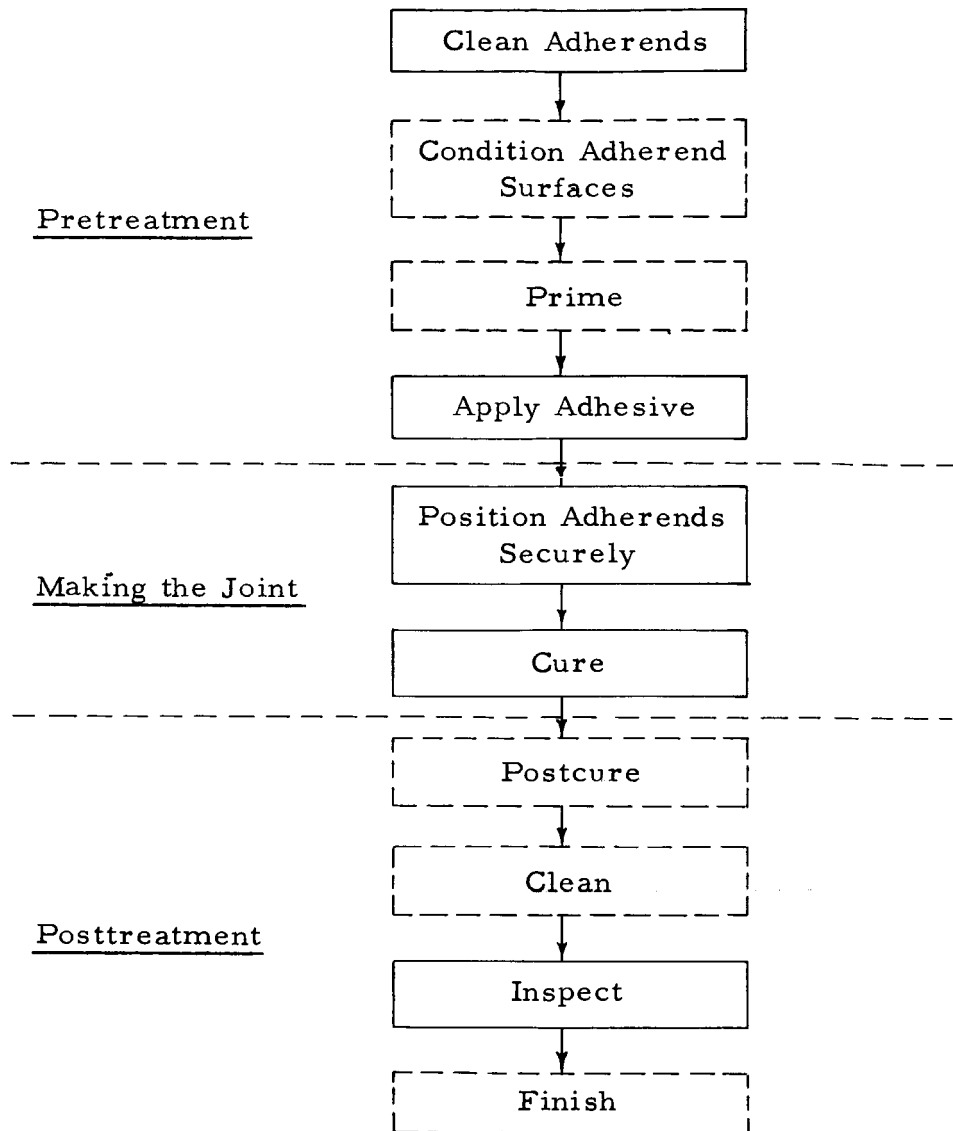 Clean Adherends
Condition Adherend
Surfaces
Pretreatment
Prime
Apply Adhesive
Position Adherends
Securely
Making the Joint
Cure
Postcure
Clean
Posttreatment
Inspect
Finish